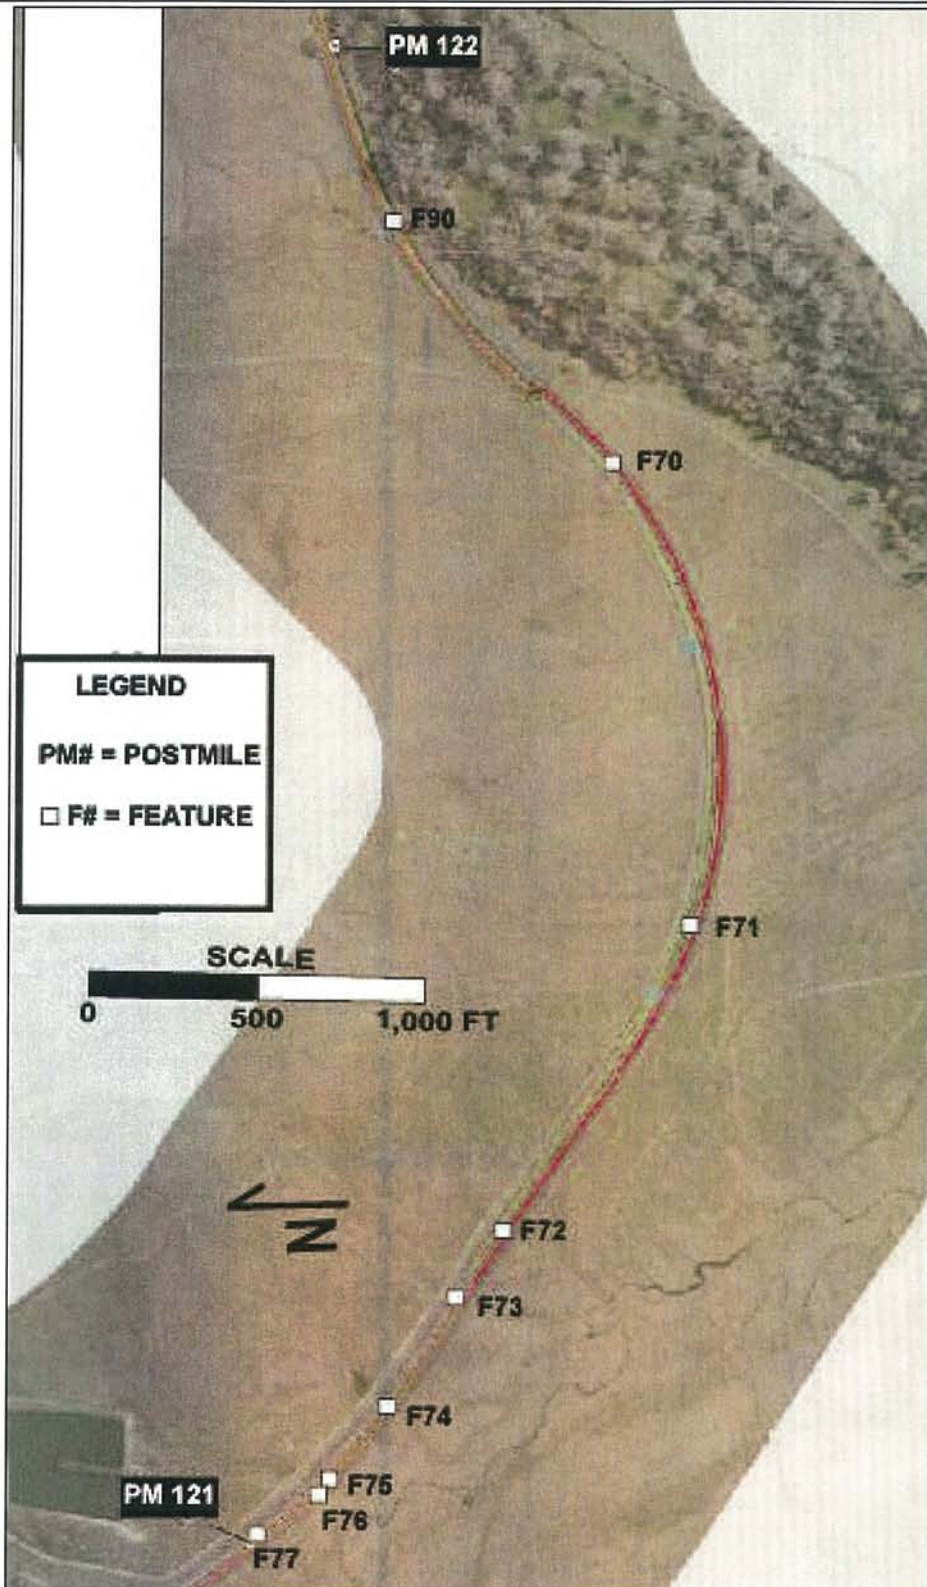 PM 122
F90
F70
LEGEND
PM# = POSTMILE
□ F# = FEATURE
F71
SCALE
0 500 1,000 FT
N
F72
F73
F74
F75
PM 121
F76
F77